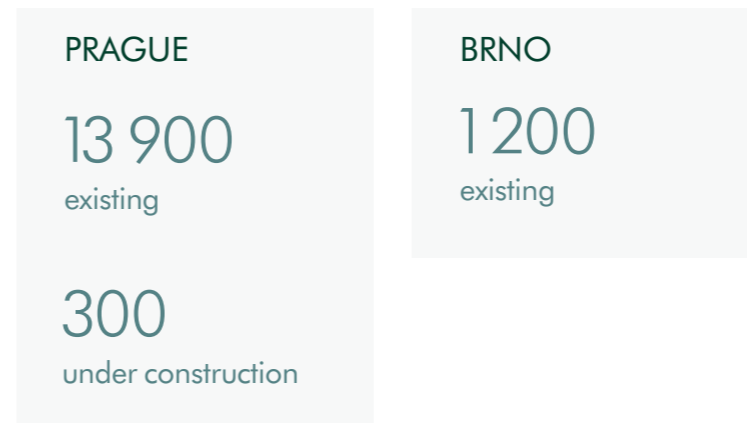 PRAGUE
13 900
existing
300
under construction
BRNO
1 200
existing